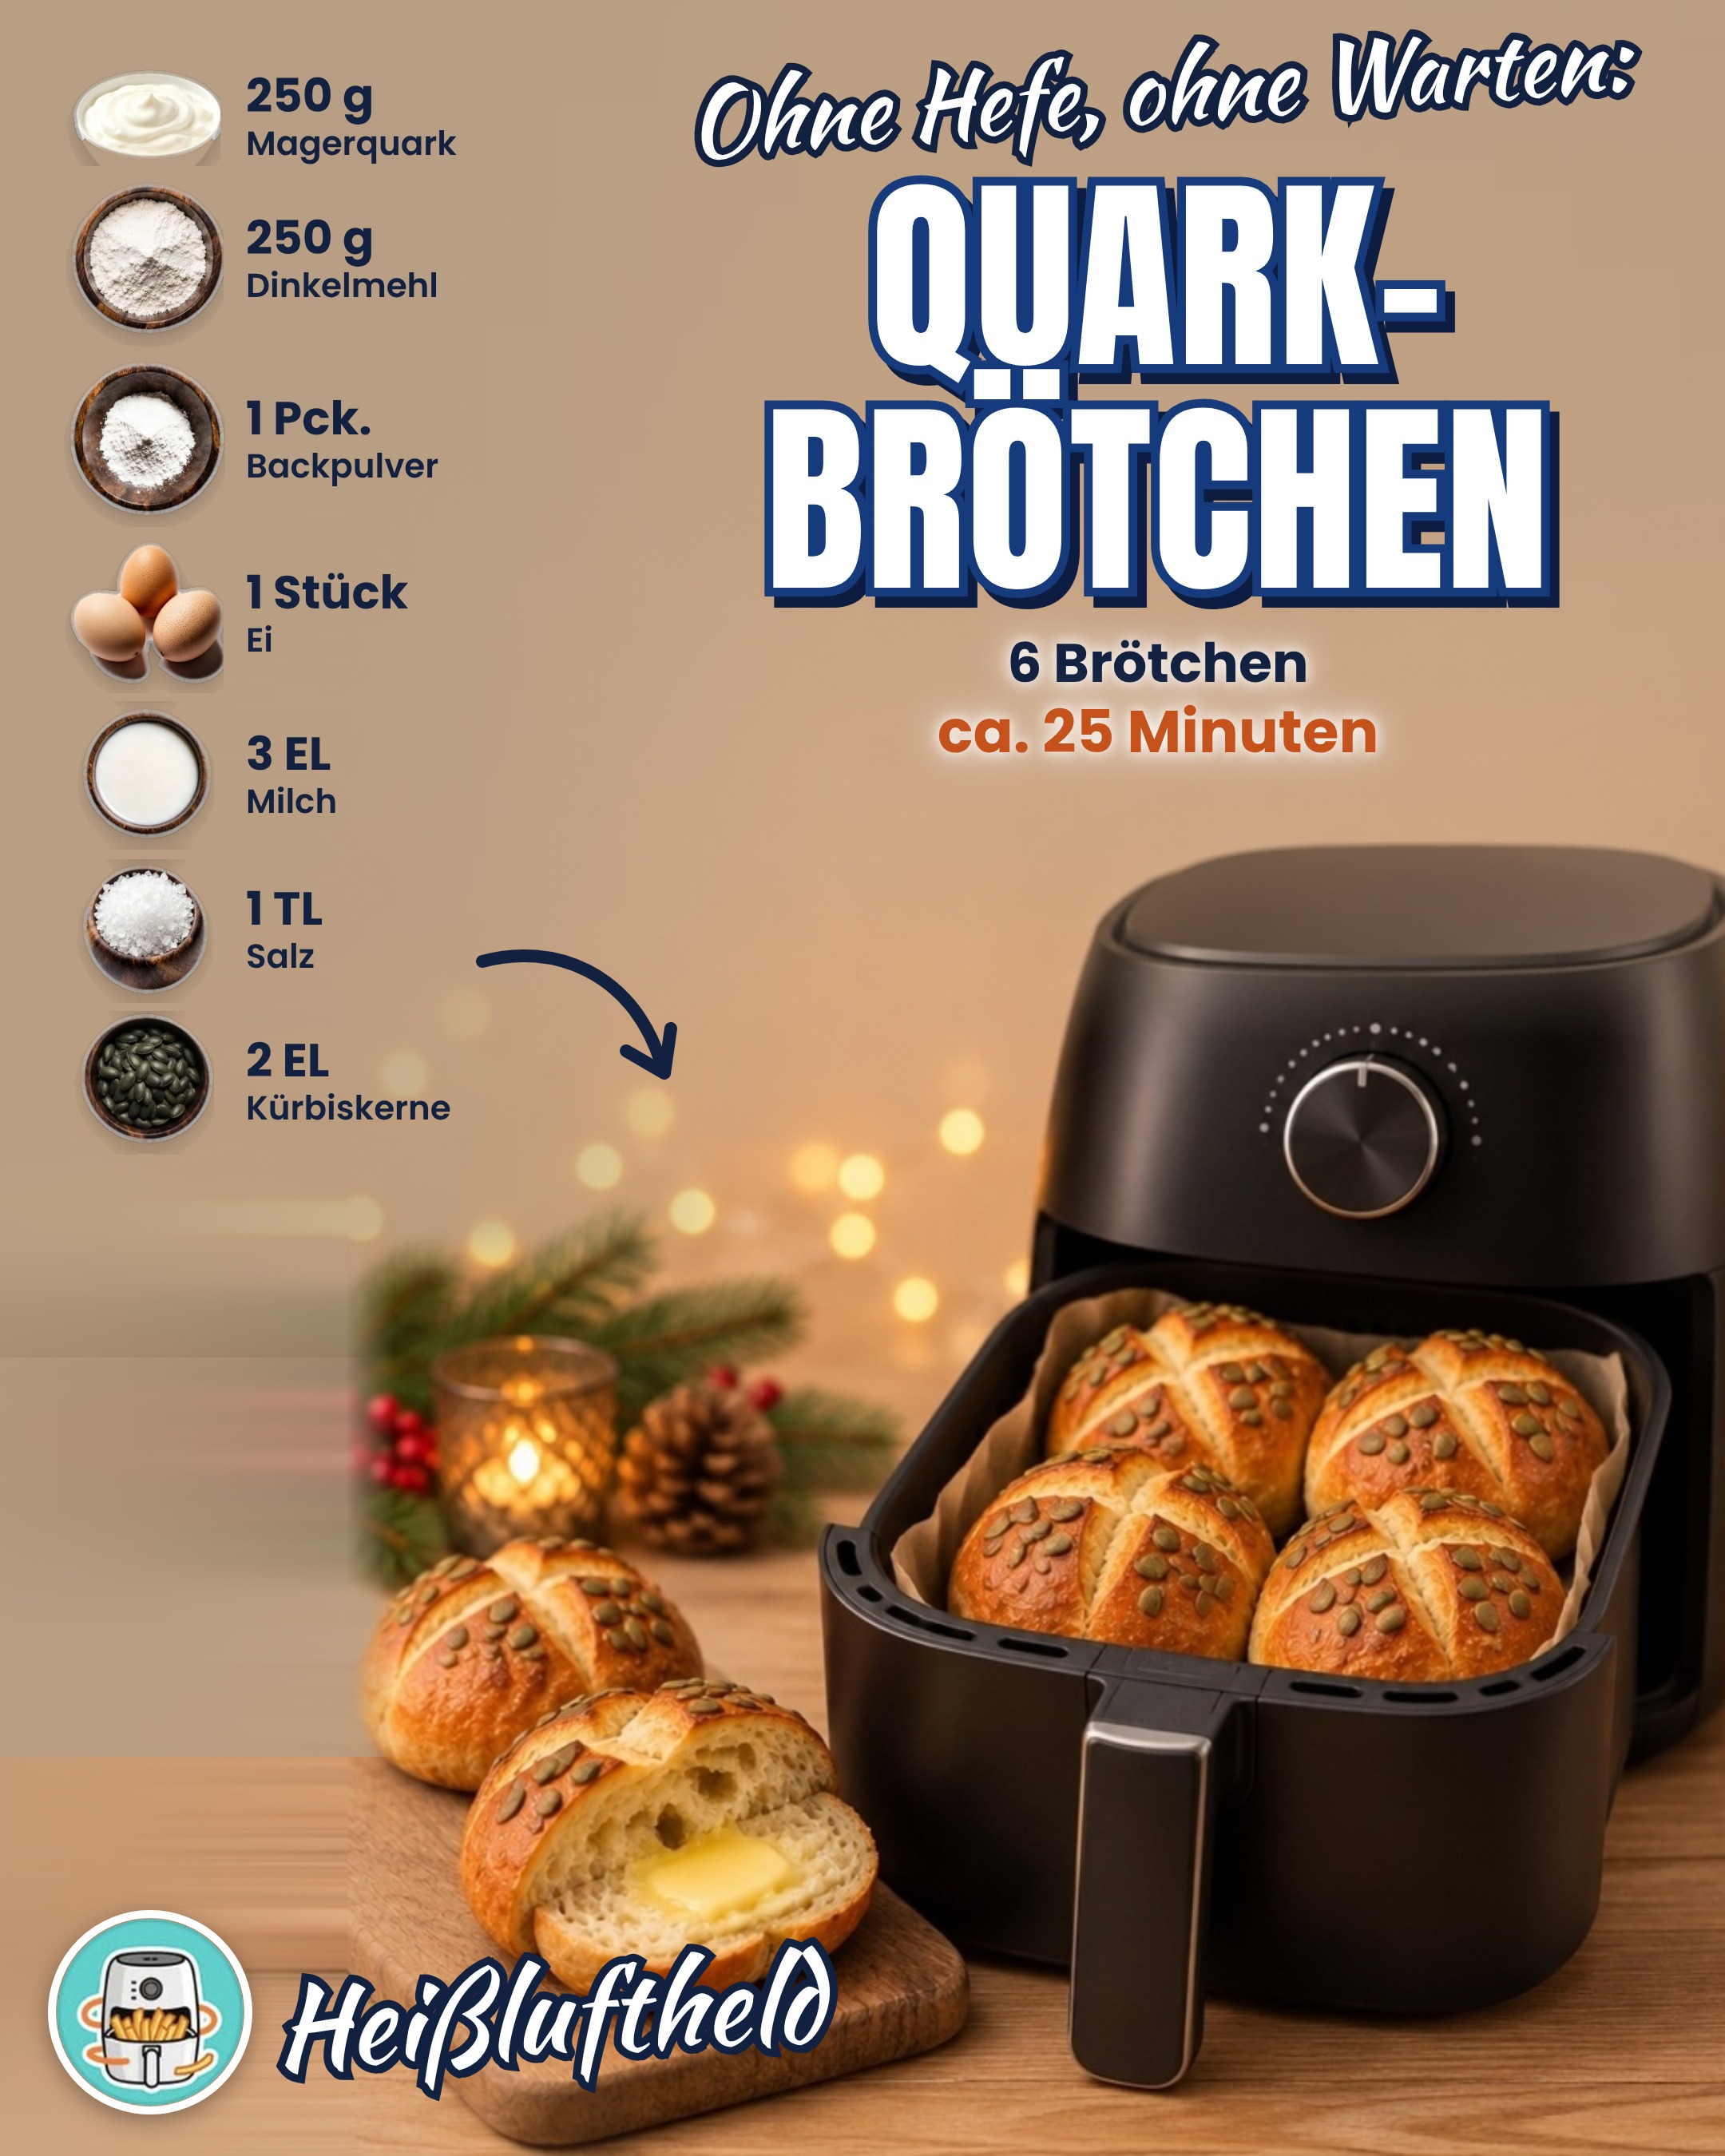 Ohne Hefe, ohne Warten:
QUARK-
BRÖTCHEN
6 Brötchen
ca. 25 Minuten
250 g
Magerquark
250 g
Dinkelmehl
1 Pck.
Backpulver
1 Stück
Ei
3 EL
Milch
1 TL
Salz
2 EL
Kürbiskerne
Heißluftheld